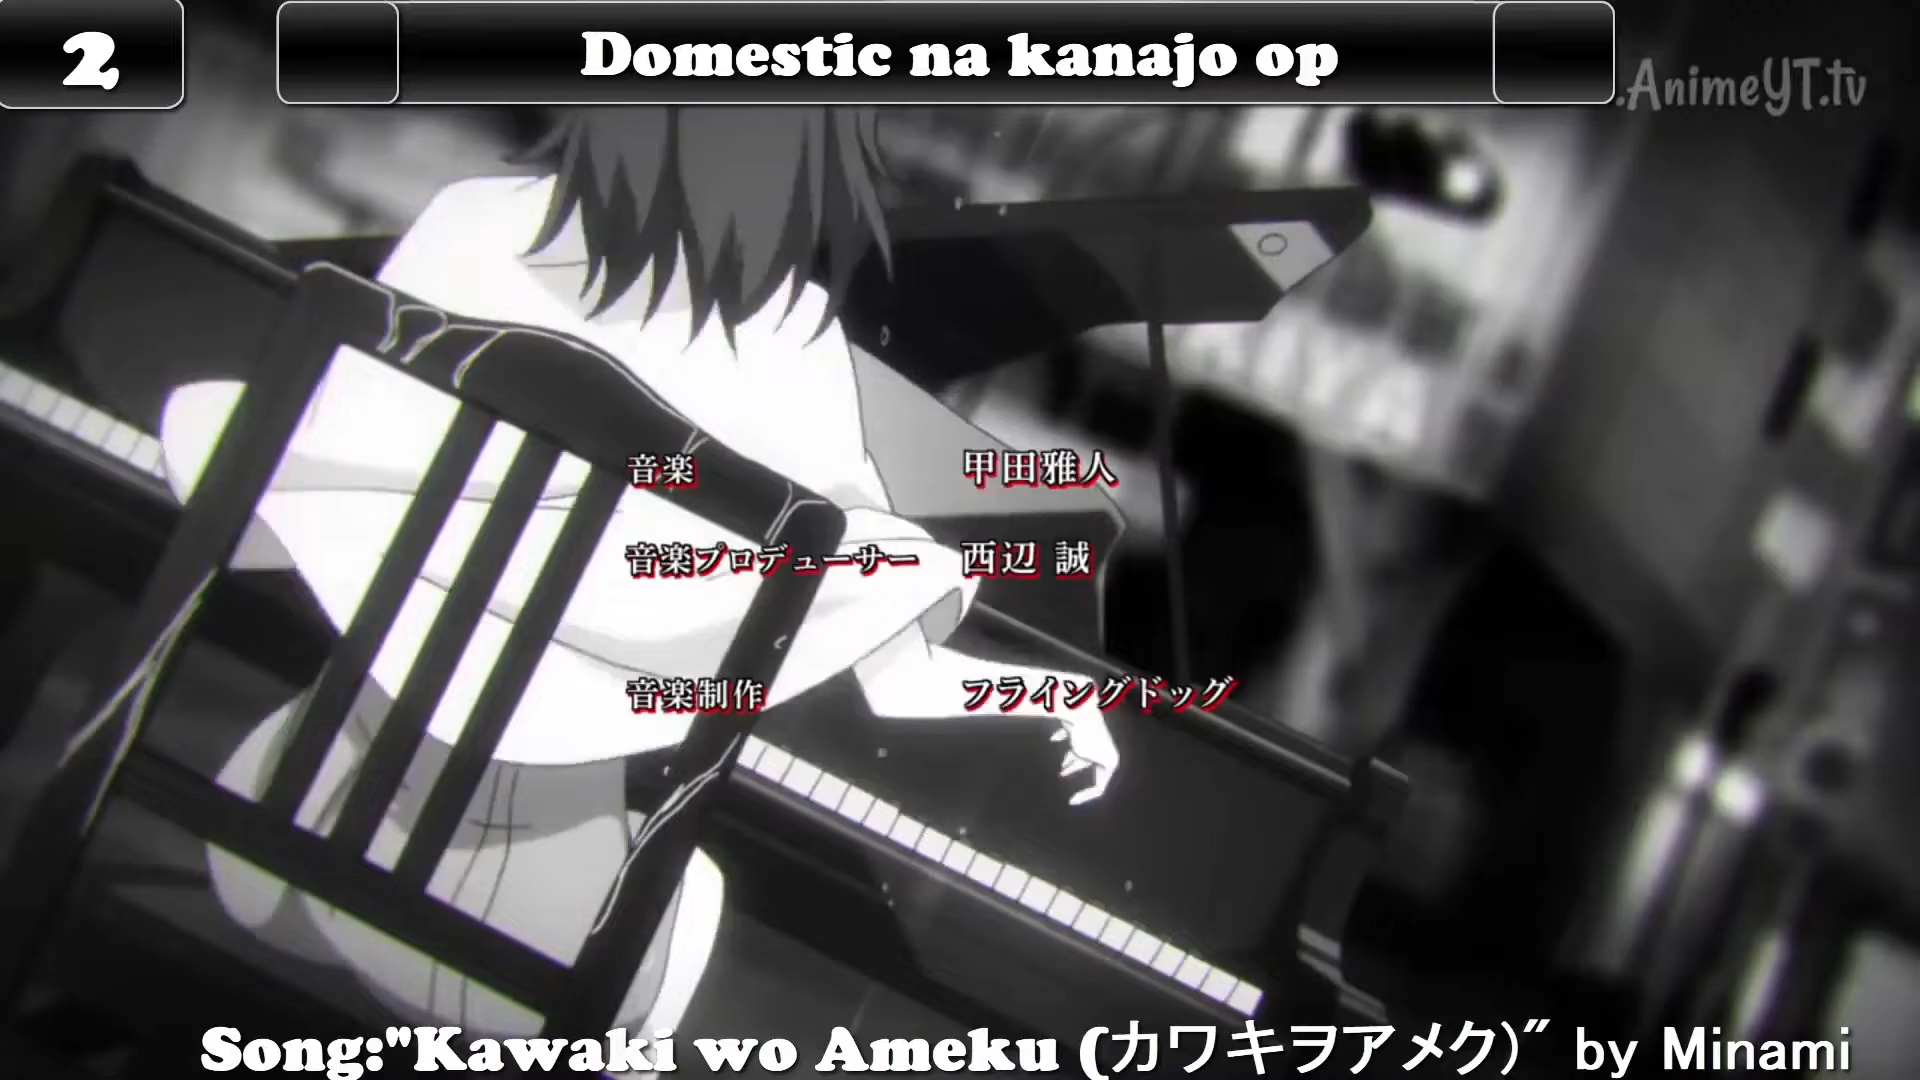 2
Domestic na kanajo op
.AnimeYT.tv
音楽 甲田雅人
音楽プロデューサー 西辺 誠
音楽制作 フライングドッグ
Song:"Kawaki wo Ameku (カワキヲアメク)" by Minami